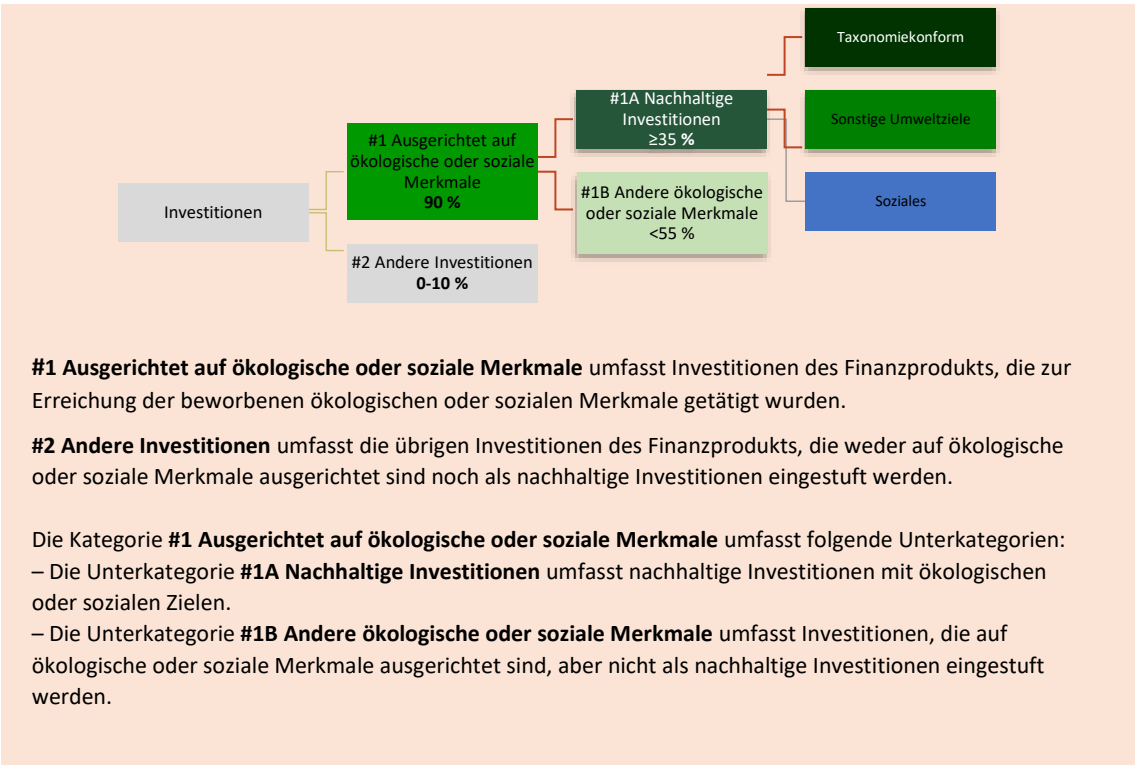 Taxonomiekonform
#1A Nachhaltige
Investitionen
≥35 %
Sonstige Umweltziele
#1 Ausgerichtet auf
ökologische oder soziale
Merkmale
90 %
#1B Andere ökologische
oder soziale Merkmale
<55 %
Soziales
Investitionen
#2 Andere Investitionen
0-10 %
#1 Ausgerichtet auf ökologische oder soziale Merkmale umfasst Investitionen des Finanzprodukts, die zur
Erreichung der beworbenen ökologischen oder sozialen Merkmale getätigt wurden.
#2 Andere Investitionen umfasst die übrigen Investitionen des Finanzprodukts, die weder auf ökologische
oder soziale Merkmale ausgerichtet sind noch als nachhaltige Investitionen eingestuft werden.
Die Kategorie #1 Ausgerichtet auf ökologische oder soziale Merkmale umfasst folgende Unterkategorien:
– Die Unterkategorie #1A Nachhaltige Investitionen umfasst nachhaltige Investitionen mit ökologischen
oder sozialen Zielen.
– Die Unterkategorie #1B Andere ökologische oder soziale Merkmale umfasst Investitionen, die auf
ökologische oder soziale Merkmale ausgerichtet sind, aber nicht als nachhaltige Investitionen eingestuft
werden.